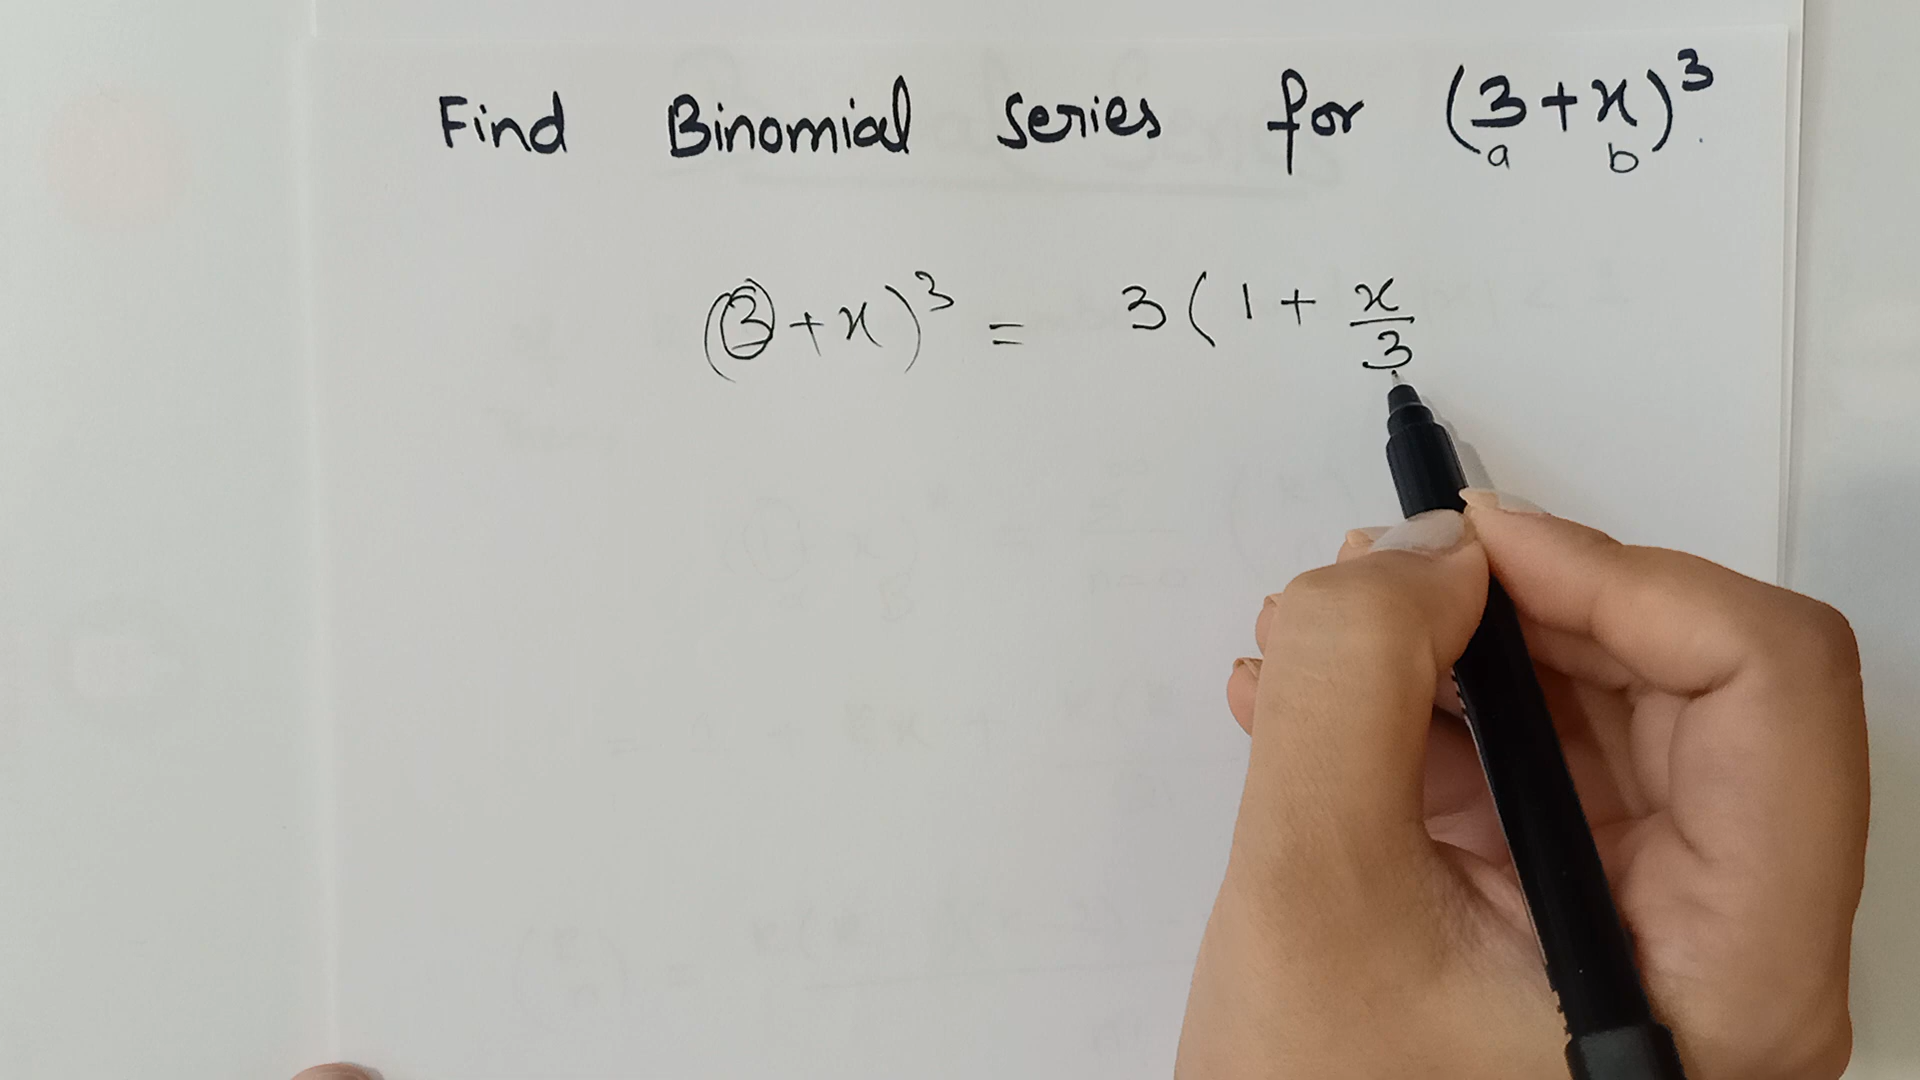 Find Binomial series for (3+x)³.
a b
(3+x)³ = 3(1+x/3